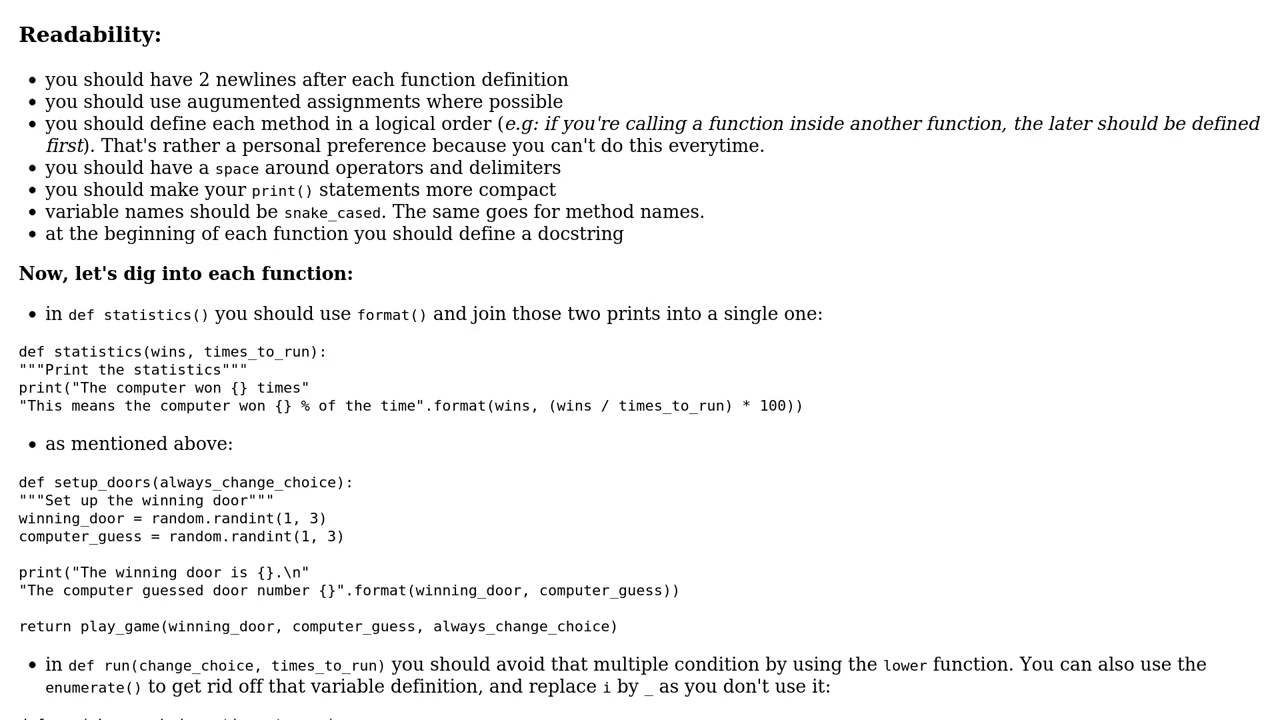 Readability:
• you should have 2 newlines after each function definition
• you should use augumented assignments where possible
• you should define each method in a logical order (e.g: if you're calling a function inside another function, the later should be defined
first). That's rather a personal preference because you can't do this everytime.
• you should have a space around operators and delimiters
• you should make your print() statements more compact
• variable names should be snake_cased. The same goes for method names.
• at the beginning of each function you should define a docstring
Now, let's dig into each function:
• in def statistics() you should use format() and join those two prints into a single one:
def statistics(wins, times_to_run):
"""Print the statistics"""
print("The computer won {} times"
"This means the computer won {} % of the time".format(wins, (wins / times_to_run) * 100))
• as mentioned above:
def setup_doors(always_change_choice):
"""Set up the winning door"""
winning_door = random.randint(1, 3)
computer_guess = random.randint(1, 3)
print("The winning door is {}.\n"
"The computer guessed door number {}".format(winning_door, computer_guess))
return play_game(winning_door, computer_guess, always_change_choice)
• in def run(change_choice, times_to_run) you should avoid that multiple condition by using the lower function. You can also use the
enumerate() to get rid off that variable definition, and replace i by _ as you don't use it: